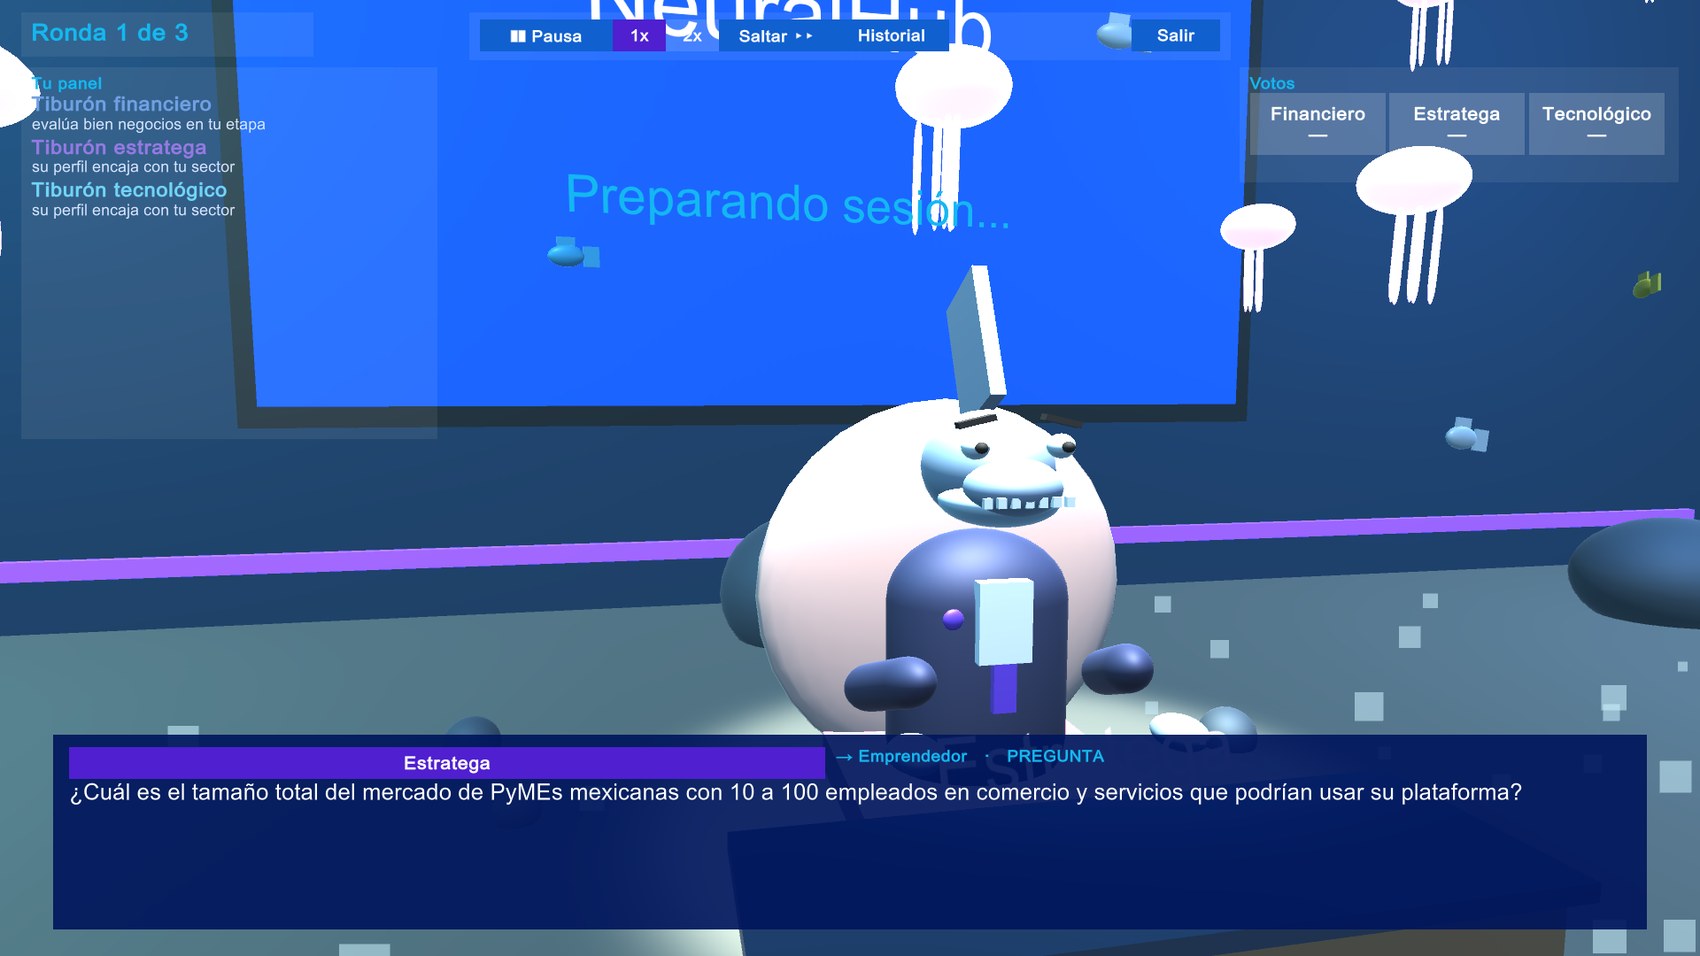 Ronda 1 de 3
NeuralHub
Pausa
1x
2x
Saltar
Historial
Salir
Tu panel
Tiburón financiero
evalúa bien negocios en tu etapa
Tiburón estratega
su perfil encaja con tu sector
Tiburón tecnológico
su perfil encaja con tu sector
Votos
Financiero
—
Estratega
—
Tecnológico
—
Preparando sesión...
Estratega
→ Emprendedor · PREGUNTA
¿Cuál es el tamaño total del mercado de PyMEs mexicanas con 10 a 100 empleados en comercio y servicios que podrían usar su plataforma?